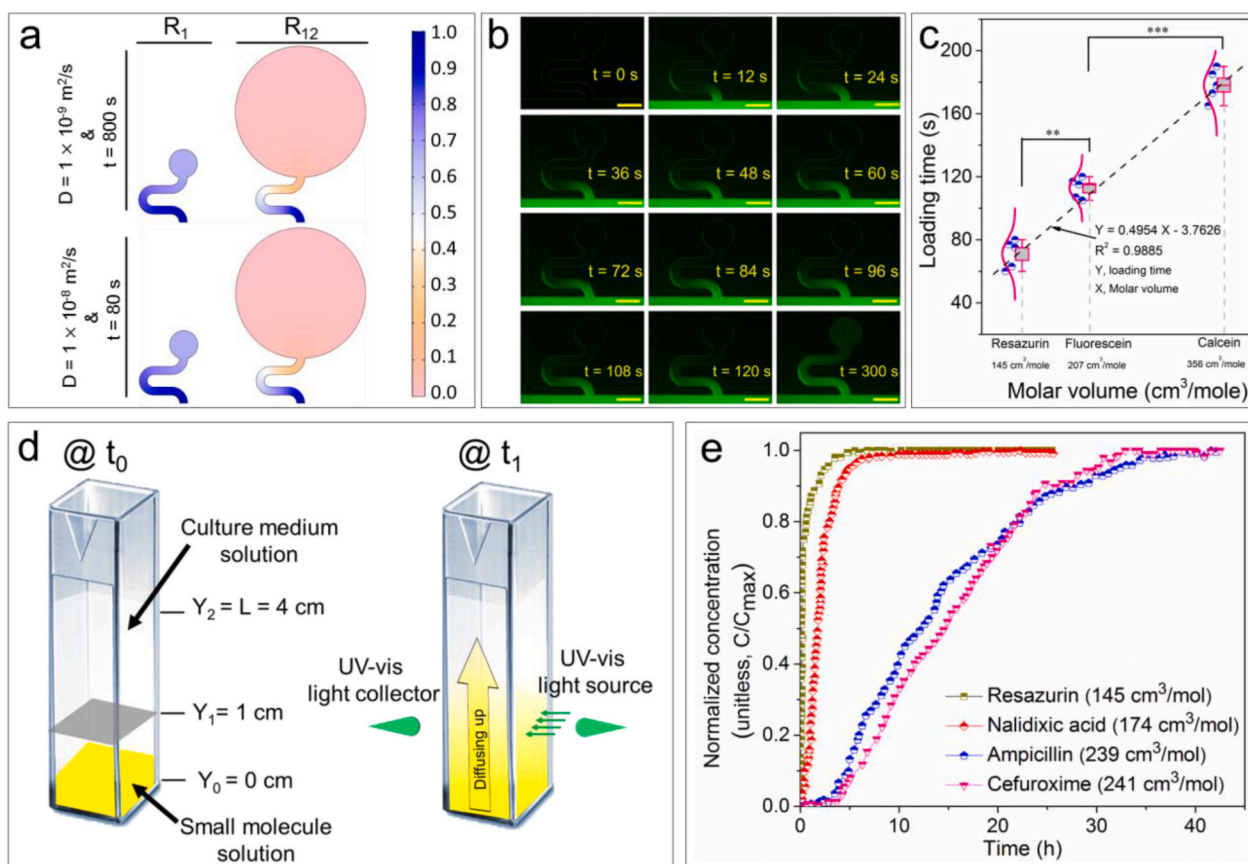 a
R1
R12
D = 1 × 10⁻⁹ m²/s
&
t = 800 s
D = 1 × 10⁻⁸ m²/s
&
t = 80 s
1.0
0.9
0.8
0.7
0.6
0.5
0.4
0.3
0.2
0.1
0.0
b
t = 0 s
t = 12 s
t = 24 s
t = 36 s
t = 48 s
t = 60 s
t = 72 s
t = 84 s
t = 96 s
t = 108 s
t = 120 s
t = 300 s
c
Loading time (s)
200
160
120
80
40
***
**
Y = 0.4954 X - 3.7626
R² = 0.9885
Y, loading time
X, Molar volume
Resazurin
145 cm³/mole
Fluorescein
207 cm³/mole
Calcein
356 cm³/mole
Molar volume (cm³/mole)
d
@ t0
@ t1
Culture medium
solution
Y2 = L = 4 cm
Y1 = 1 cm
Y0 = 0 cm
Small molecule
solution
UV-vis
light collector
Diffusing up
UV-vis
light source
e
Normalized concentration
(unitless, C/Cmax)
1.0
0.8
0.6
0.4
0.2
0.0
Resazurin (145 cm³/mol)
Nalidixic acid (174 cm³/mol)
Ampicillin (239 cm³/mol)
Cefuroxime (241 cm³/mol)
0
10
20
30
40
Time (h)